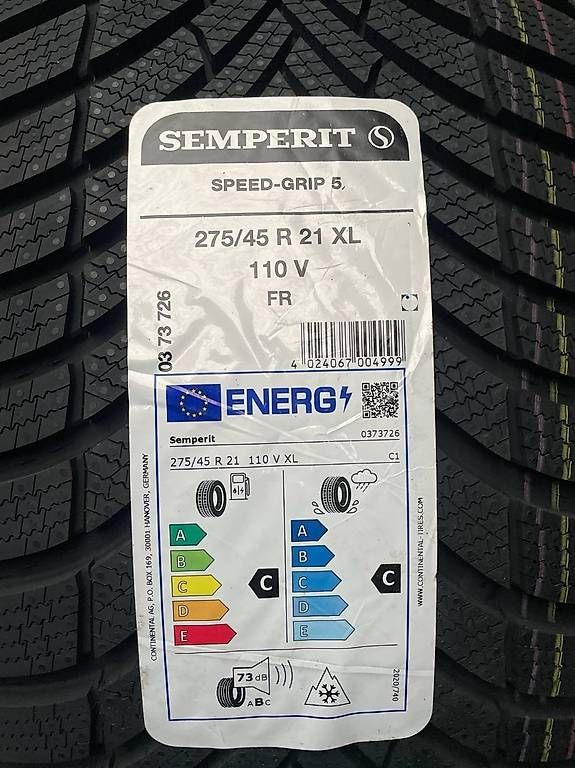 SEMPERIT S
SPEED-GRIP 5
275/45 R 21 XL
110 V
FR
03 73 726
4 024067 004999
ENERG
Semperit
0373726
275/45 R 21 110 V XL
C1
A
B
C
D
E
C
A
B
C
D
E
C
73 dB
ABC
2020/740
CONTINENTAL AG, P.O. BOX 169, 30001 HANOVER, GERMANY
WWW.CONTINENTAL-TIRES.COM